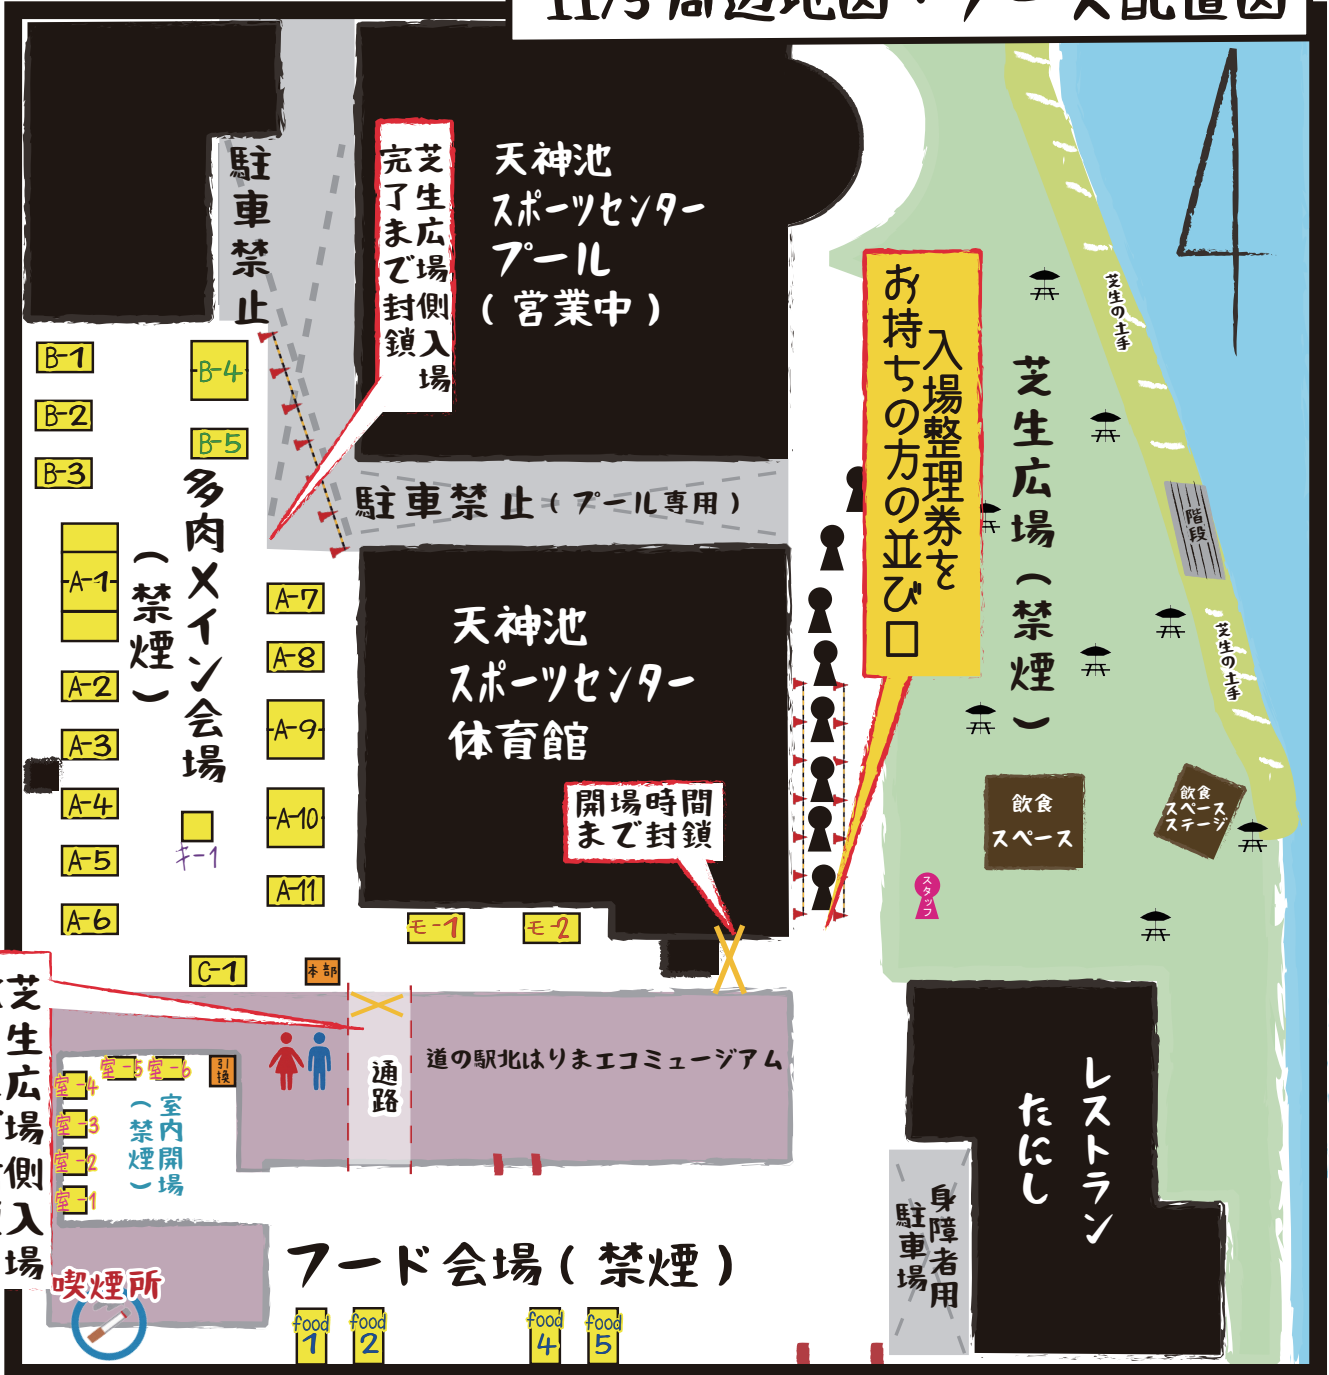 11/3 周辺地図・ブース配置図
駐車禁止
芝生広場側入場
完了まで封鎖
天神池
スポーツセンター
プール
(営業中)
入場整理券を
お持ちの方の並び口
芝生の土手
芝生広場(禁煙)
階段
芝生の土手
B-1
B-2
B-3
B-4
B-5
駐車禁止(プール専用)
多肉メイン会場
(禁煙)
A-1
A-2
A-3
A-4
A-5
A-6
A-7
A-8
A-9
A-10
A-11
キ-1
天神池
スポーツセンター
体育館
開場時間
まで封鎖
モ-1
モ-2
飲食
スペース
飲食
スペース
ステージ
スタッフ
C-1
本部
芝生広場側入場
通路
道の駅北はりまエコミュージアム
引換
室-6
室-5
室-4
室-3
室-2
室-1
室内開場
(禁煙)
喫煙所
フード会場(禁煙)
food
1
food
2
food
4
food
5
レストラン
たにし
身障者用
駐車場